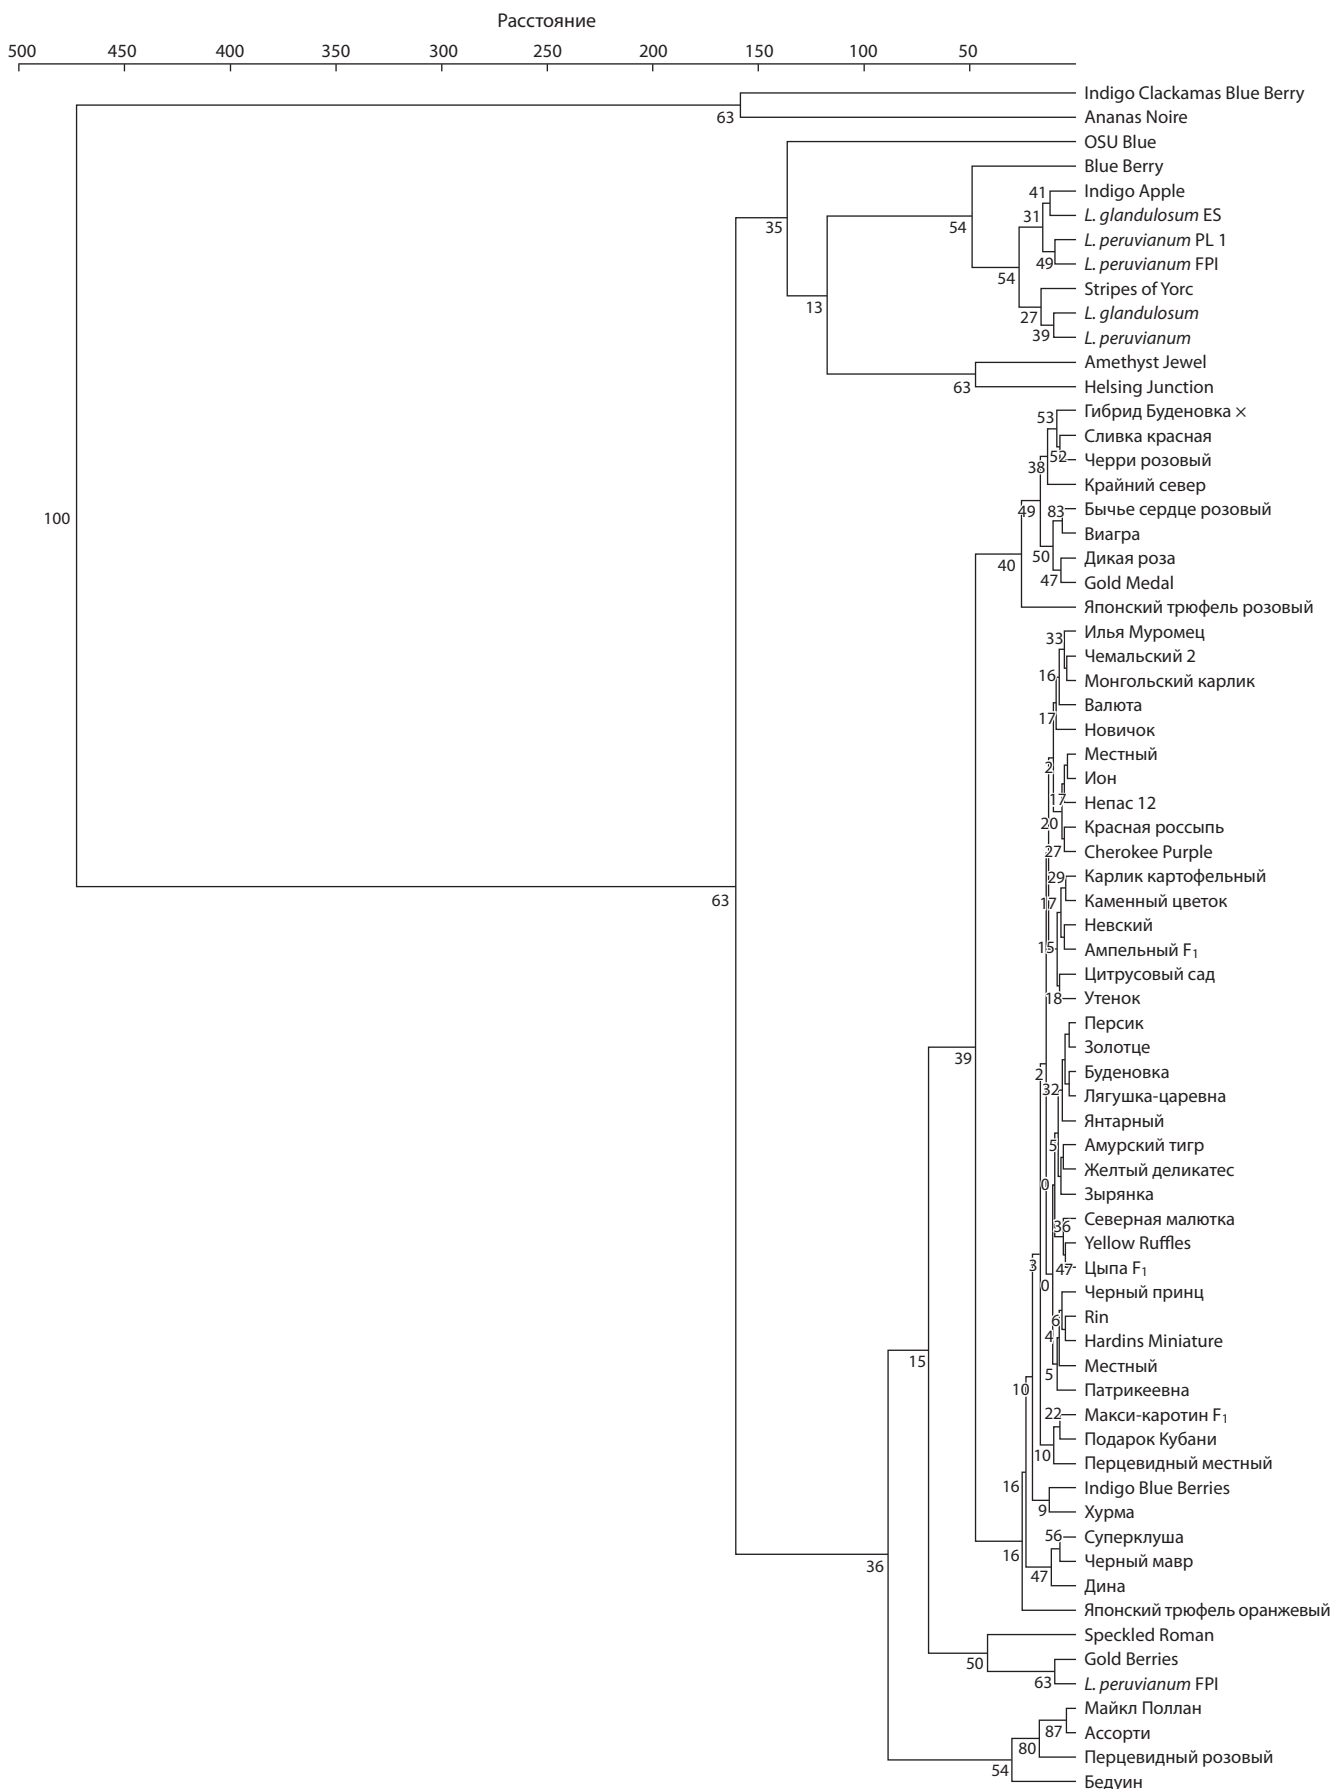 Расстояние
500 450 400 350 300 250 200 150 100 50
Indigo Clackamas Blue Berry
63
Ananas Noire
OSU Blue
Blue Berry
41 Indigo Apple
31 L. glandulosum ES
35 54 L. peruvianum PL 1
49 L. peruvianum FPI
54
Stripes of Yorc
13 27 L. glandulosum
39 L. peruvianum
Amethyst Jewel
63 Helsing Junction
53 Гибрид Буденовка ×
Сливка красная
38 52 Черри розовый
Крайний север
100 49 83 Бычье сердце розовый
Виагра
40 50 Дикая роза
47 Gold Medal
Японский трюфель розовый
33 Илья Муромец
Чемальский 2
16 Монгольский карлик
Валюта
17 Новичок
Местный
2 Ион
17 Непас 12
20 Красная россыпь
27 Cherokee Purple
29 Карлик картофельный
63 17 Каменный цветок
Невский
15 Ампельный F1
Цитрусовый сад
18 Утенок
Персик
39 Золотце
2 Буденовка
32 Лягушка-царевна
Янтарный
5 Амурский тигр
Желтый деликатес
0 Зырянка
36 Северная малютка
Yellow Ruffles
3 47 Цыпа F1
0 Черный принц
6 Rin
4 Hardins Miniature
15 Местный
5
10 Патрикеевна
22 Макси-каротин F1
Подарок Кубани
10 Перцевидный местный
16 Indigo Blue Berries
9 Хурма
56 Суперклуша
36 16 Черный мавр
47 Дина
Японский трюфель оранжевый
Speckled Roman
50 Gold Berries
63 L. peruvianum FPI
Майкл Поллан
87 Ассорти
80 Перцевидный розовый
54 Бедуин